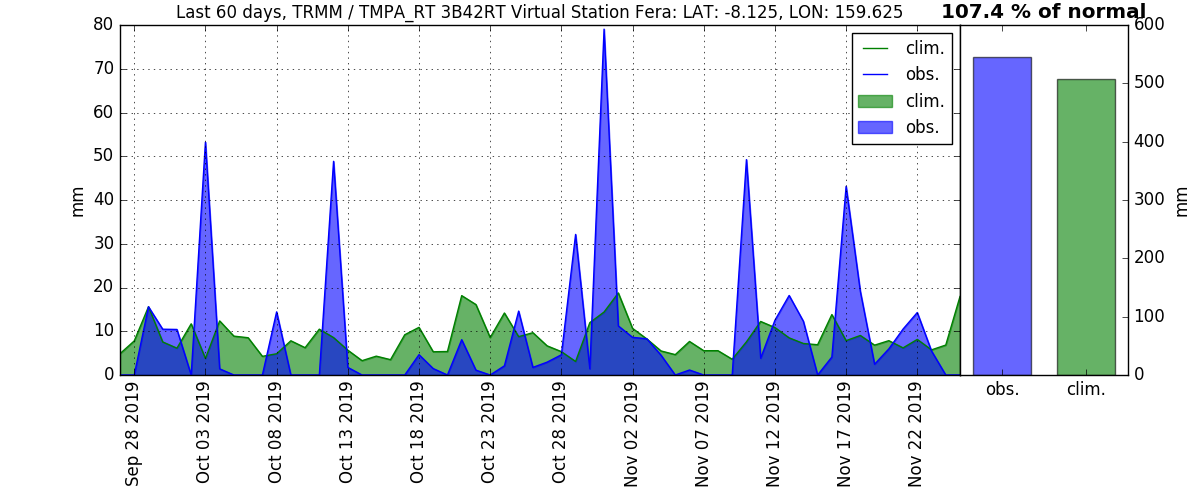 Last 60 days, TRMM / TMPA_RT 3B42RT Virtual Station Fera: LAT: -8.125, LON: 159.625
107.4 % of normal
80
70
60
50
40
30
20
10
0
mm
clim.
obs.
clim.
obs.
600
500
400
300
200
100
0
mm
obs.
clim.
Sep 28 2019
Oct 03 2019
Oct 08 2019
Oct 13 2019
Oct 18 2019
Oct 23 2019
Oct 28 2019
Nov 02 2019
Nov 07 2019
Nov 12 2019
Nov 17 2019
Nov 22 2019